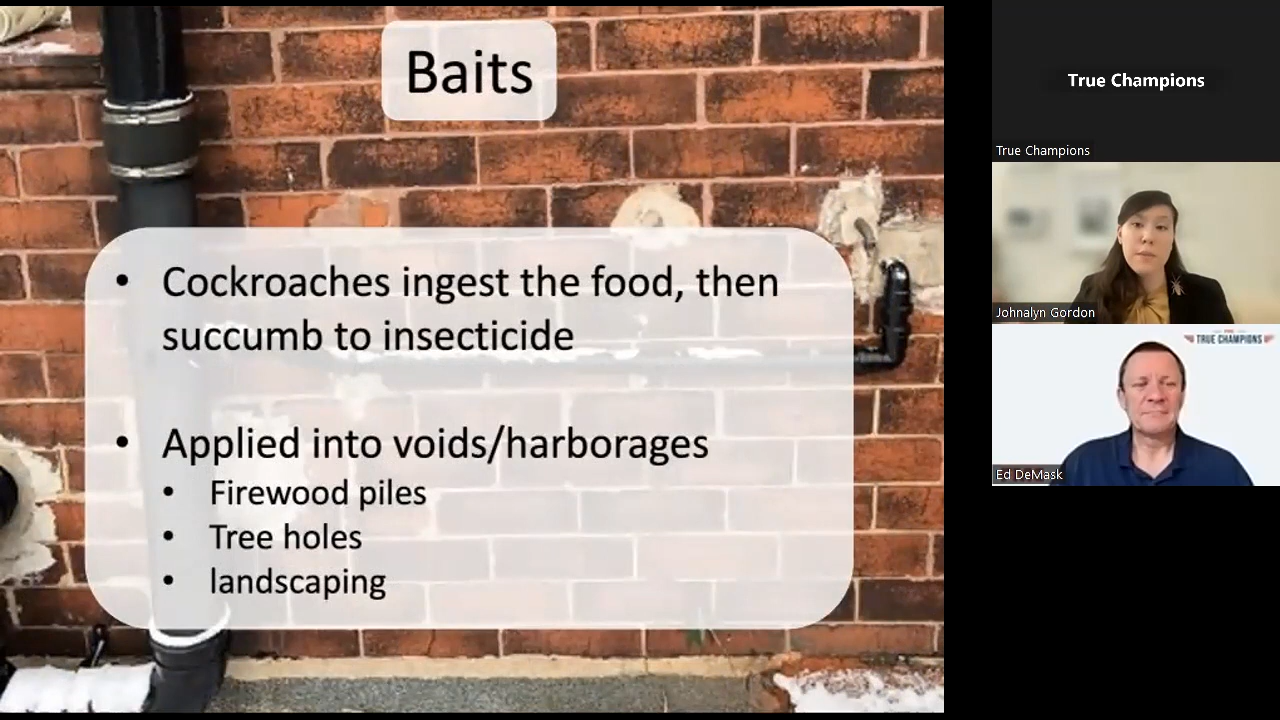 Baits
• Cockroaches ingest the food, then
succumb to insecticide
• Applied into voids/harborages
• Firewood piles
• Tree holes
• landscaping
True Champions
True Champions
Johnalyn Gordon
TRUE CHAMPIONS
Ed DeMask